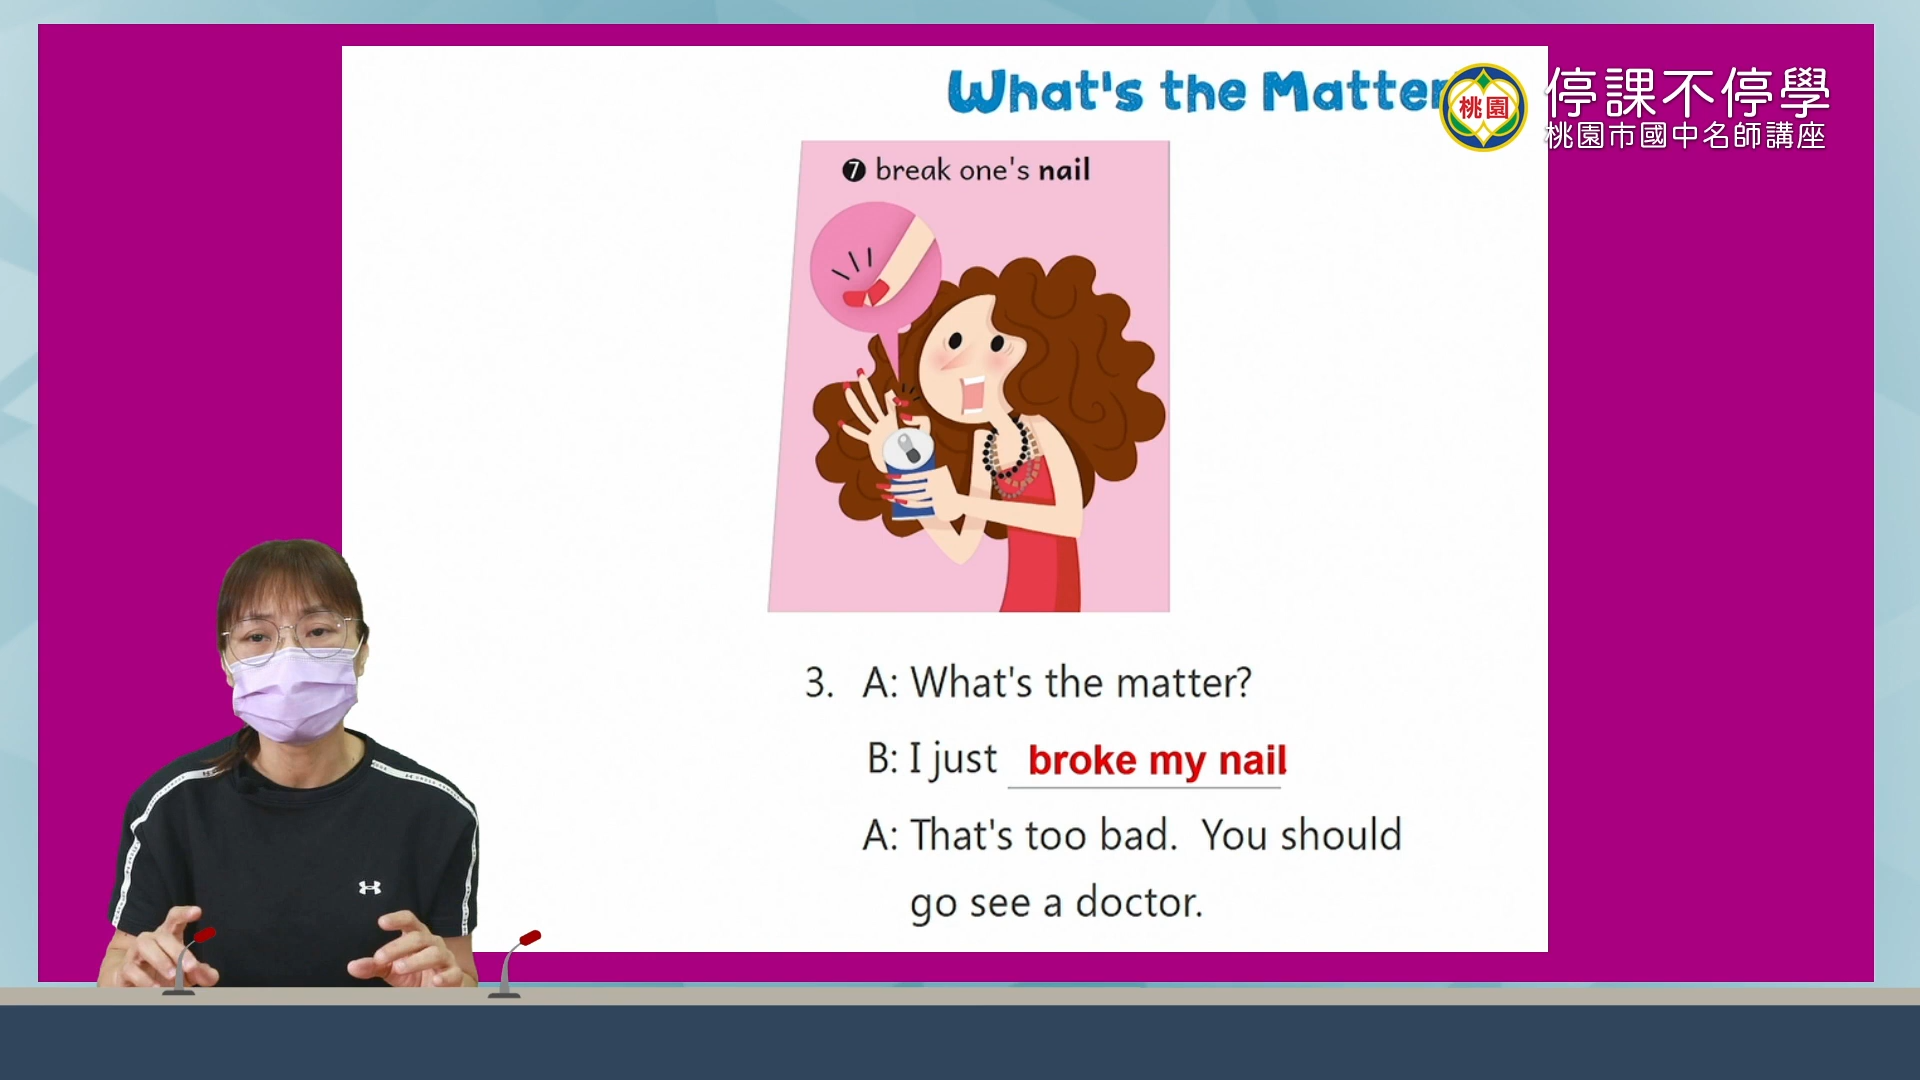 What's the Matter
桃園
停課不停學
桃園市國中名師講座
7 break one's nail
3. A: What's the matter?
B: I just broke my nail.
A: That's too bad. You should
go see a doctor.